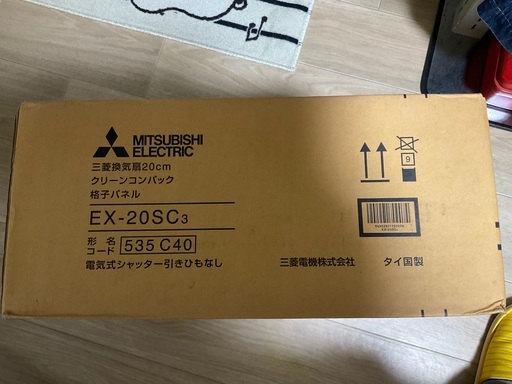 MITSUBISHI
ELECTRIC
三菱換気扇20cm
クリーンコンパック
格子パネル
EX-20SC3
形名
コード 535 C40
電気式シャッター引きひもなし
9
三菱電機株式会社 タイ国製